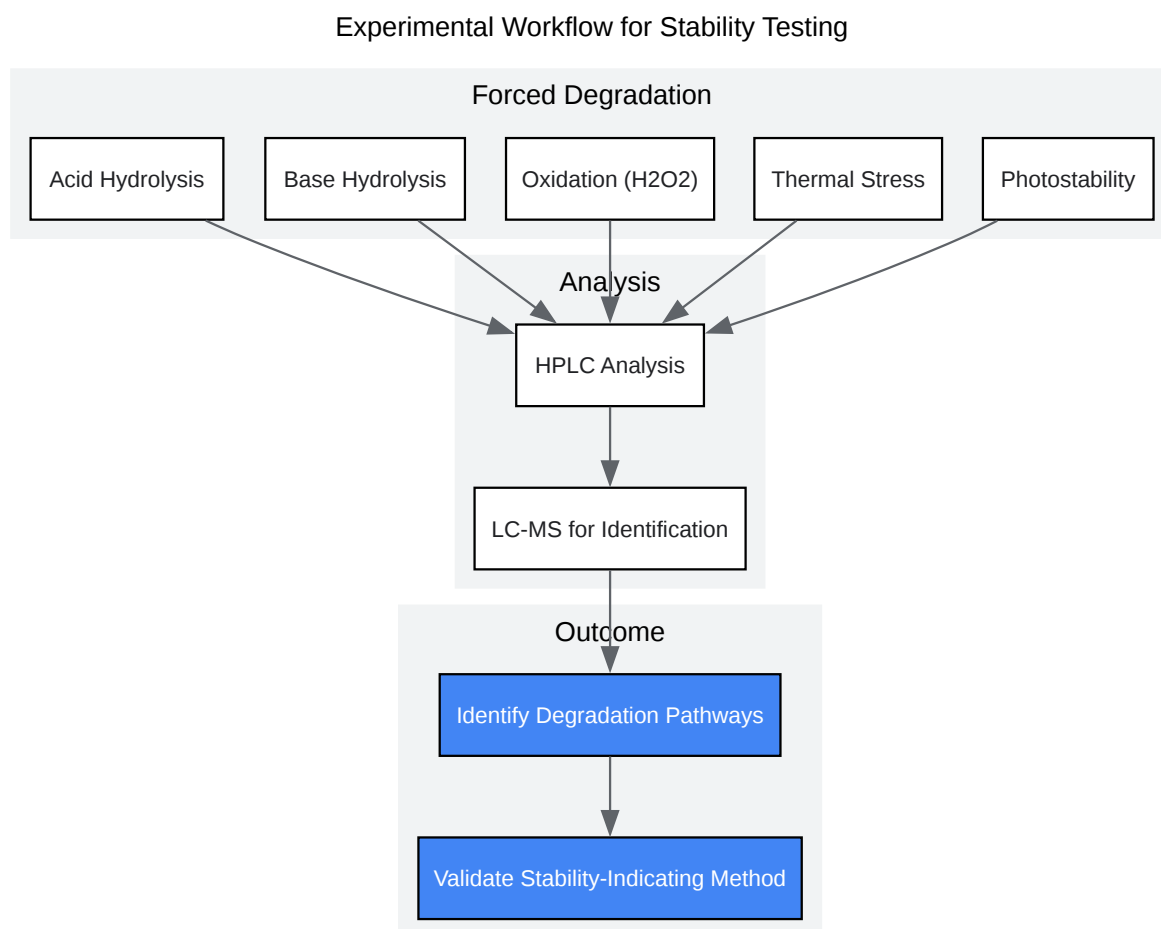 Experimental Workflow for Stability Testing
Forced Degradation
Acid Hydrolysis
Base Hydrolysis
Oxidation (H2O2)
Thermal Stress
Photostability
Analysis
HPLC Analysis
LC-MS for Identification
Outcome
Identify Degradation Pathways
Validate Stability-Indicating Method